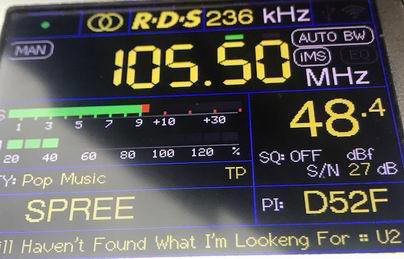 R·D·S 236 kHz
MAN AUTO BW
iMS EQ
105.50 MHz
S 1 3 5 7 9 +10 +30
48.4 dBf
20 40 60 80 100 120 %
SQ: OFF
S/N 27 dB
TY: Pop Music TP
SPREE PI: D52F
ill Haven't Found What I'm Lookeng For :: U2